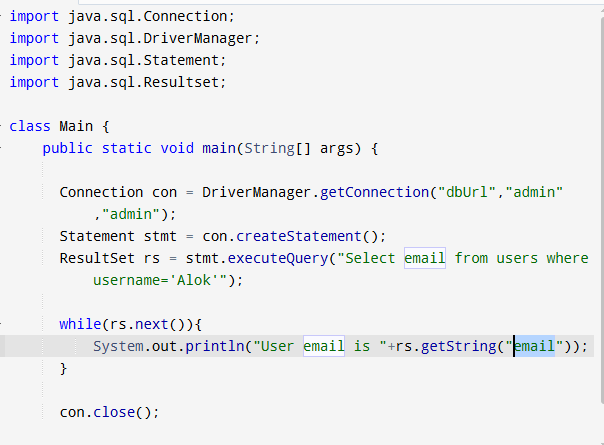 import java.sql.Connection;
import java.sql.DriverManager;
import java.sql.Statement;
import java.sql.Resultset;
class Main {
public static void main(String[] args) {
Connection con = DriverManager.getConnection("dbUrl","admin"
,"admin");
Statement stmt = con.createStatement();
ResultSet rs = stmt.executeQuery("Select email from users where
username='Alok'");
while(rs.next()){
System.out.println("User email is "+rs.getString("email"));
}
con.close();